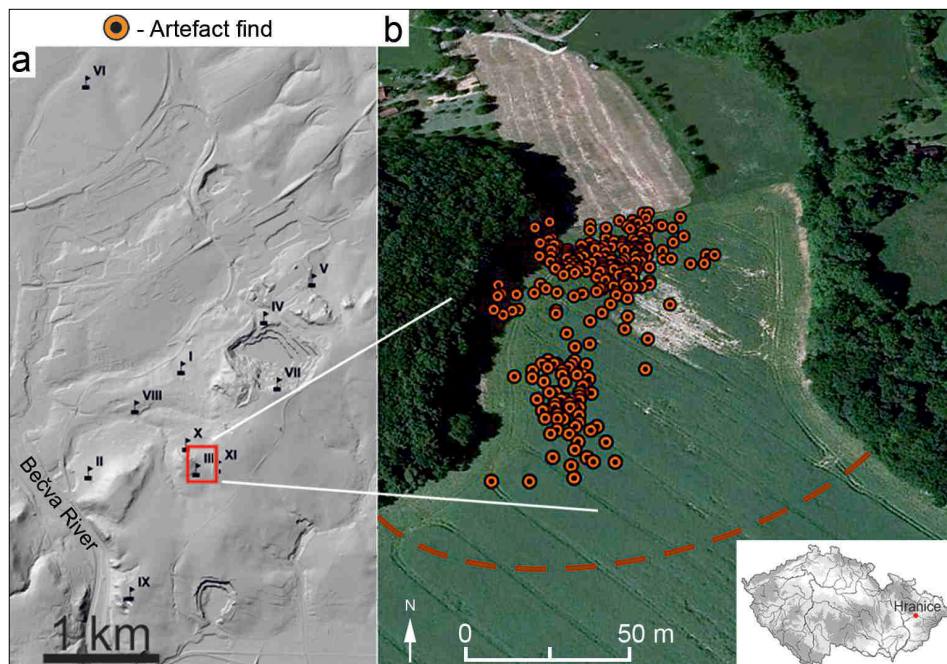 - Artefact find
a
b
VI
V
IV
I
VII
VIII
X
III
XI
II
Bečva River
IX
1 km
N
0
50 m
Hranice